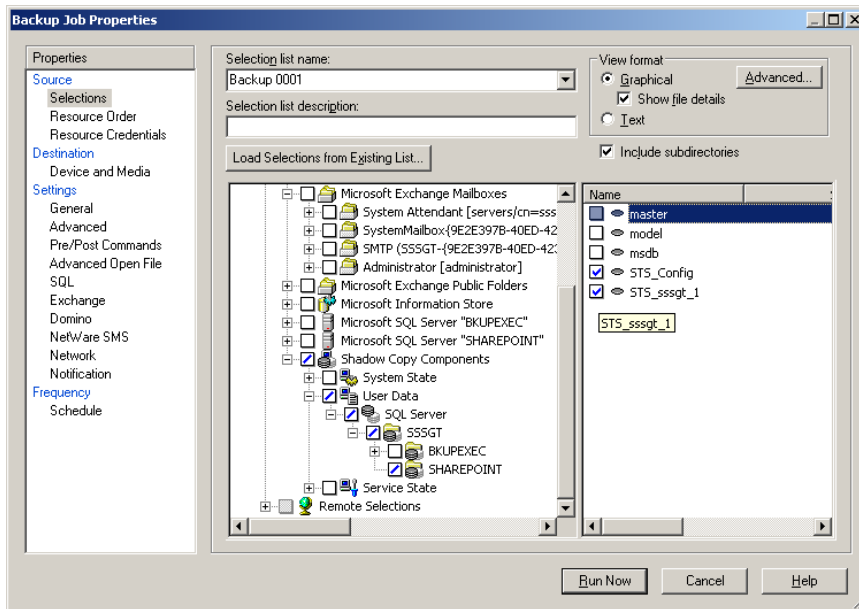 Backup Job Properties
Properties
Source
Selections
Resource Order
Resource Credentials
Destination
Device and Media
Settings
General
Advanced
Pre/Post Commands
Advanced Open File
SQL
Exchange
Domino
NetWare SMS
Network
Notification
Frequency
Schedule
Selection list name:
Backup 0001
Selection list description:
Load Selections from Existing List...
View format
Graphical
Advanced...
Show file details
Text
Include subdirectories
Microsoft Exchange Mailboxes
System Attendant [servers/cn=sss
SystemMailbox{9E2E397B-40ED-42
SMTP (SSSGT-{9E2E397B-40ED-423
Administrator [administrator]
Microsoft Exchange Public Folders
Microsoft Information Store
Microsoft SQL Server "BKUPEXEC"
Microsoft SQL Server "SHAREPOINT"
Shadow Copy Components
System State
User Data
SQL Server
SSSGT
BKUPEXEC
SHAREPOINT
Service State
Remote Selections
Name
master
model
msdb
STS_Config
STS_sssgt_1
STS_sssgt_1
Run Now
Cancel
Help